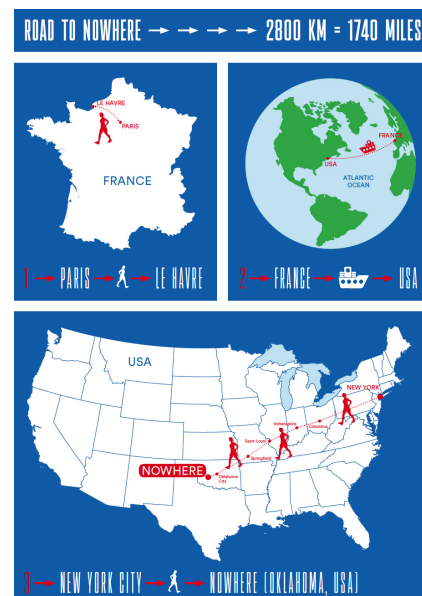 ROAD TO NOWHERE → → → → 2800 KM = 1740 MILES
LE HAVRE
PARIS
FRANCE
1 → PARIS → LE HAVRE
FRANCE
USA
ATLANTIC
OCEAN
2 → FRANCE → USA
USA
NEW YORK
Columbus
Indianapolis
Saint-Louis
Springfield
NOWHERE
Oklahoma
City
3 → NEW YORK CITY → NOWHERE (OKLAHOMA, USA)